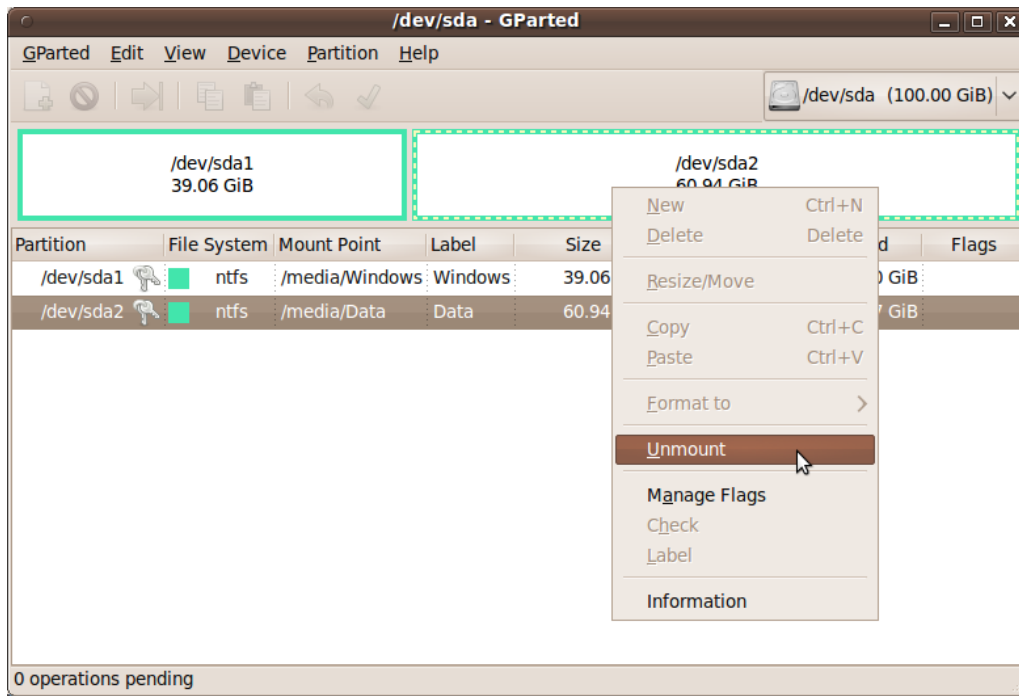 /dev/sda - GParted
GParted Edit View Device Partition Help
/dev/sda (100.00 GiB)
/dev/sda1
39.06 GiB
/dev/sda2
60.94 GiB
Partition File System Mount Point Label Size d Flags
/dev/sda1 ntfs /media/Windows Windows 39.06 GiB
/dev/sda2 ntfs /media/Data Data 60.94 GiB
New Ctrl+N
Delete Delete
Resize/Move
Copy Ctrl+C
Paste Ctrl+V
Format to
Unmount
Manage Flags
Check
Label
Information
0 operations pending